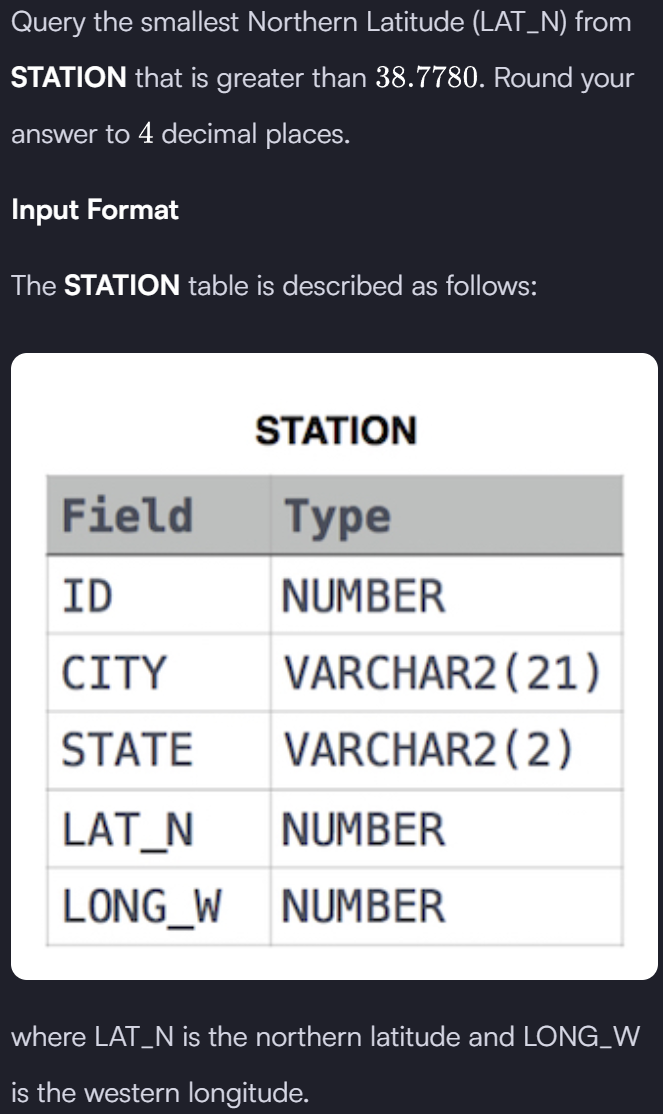 Query the smallest Northern Latitude (LAT_N) from
STATION that is greater than 38.7780. Round your
answer to 4 decimal places.
Input Format
The STATION table is described as follows:
STATION
Field Type
ID NUMBER
CITY VARCHAR2(21)
STATE VARCHAR2(2)
LAT_N NUMBER
LONG_W NUMBER
where LAT_N is the northern latitude and LONG_W
is the western longitude.